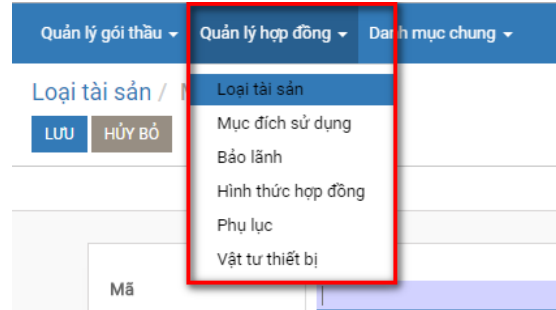 Quản lý gói thầu Quản lý hợp đồng Danh mục chung
Loại tài sản /
Loại tài sản
LƯU HỦY BỎ
Mục đích sử dụng
Bảo lãnh
Hình thức hợp đồng
Phụ lục
Vật tư thiết bị
Mã